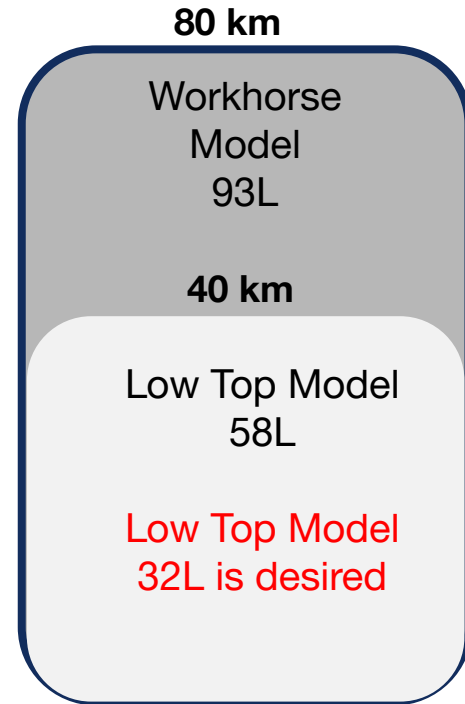 80 km
Workhorse
Model
93L
40 km
Low Top Model
58L
Low Top Model
32L is desired